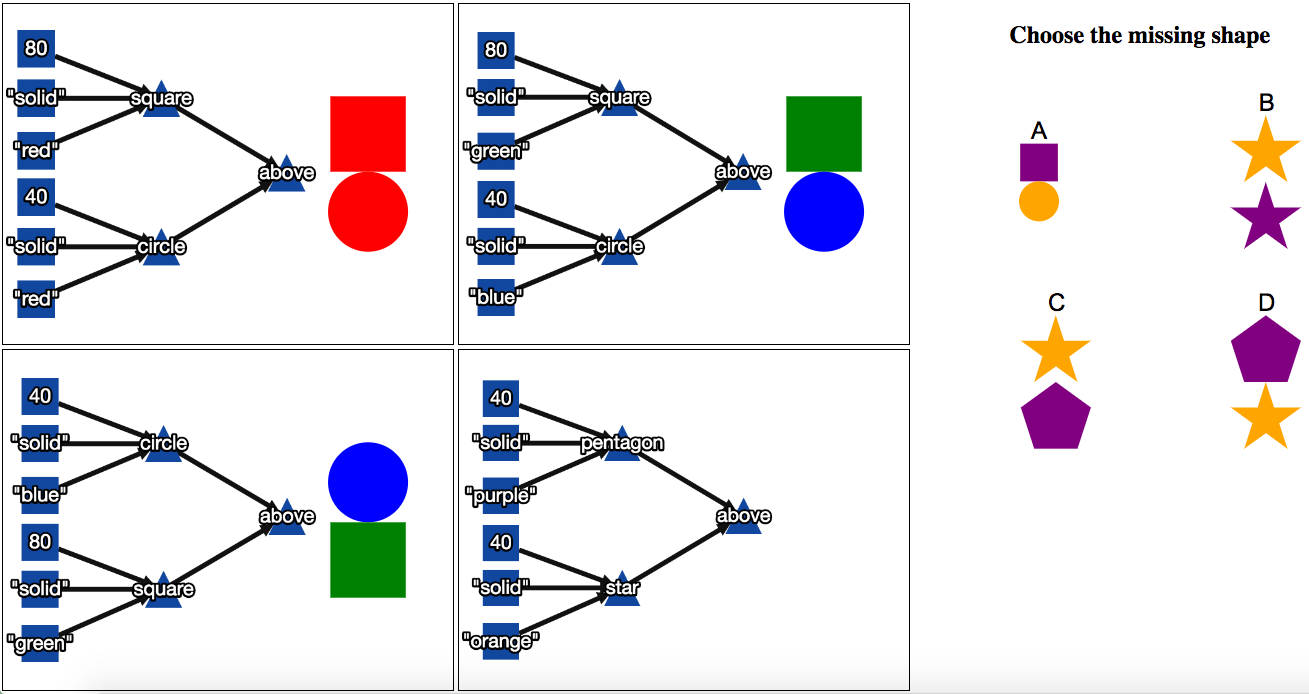 80
"solid"
square
"red"
above
40
"solid"
circle
"red"
80
"solid"
square
"green"
above
40
"solid"
circle
"blue"
40
"solid"
circle
"blue"
above
80
"solid"
square
"green"
40
"solid"
pentagon
"purple"
above
40
"solid"
star
"orange"
Choose the missing shape
A
B
C
D